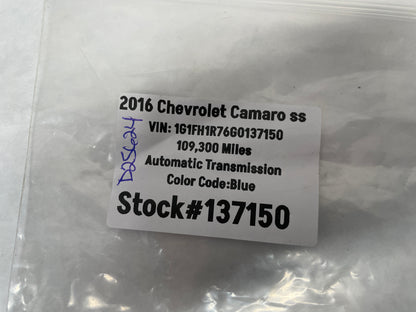 2016 Chevrolet Camaro ss
VIN: 1G1FH1R76G0137150
109,300 Miles
Automatic Transmission
Color Code:Blue
Stock#137150